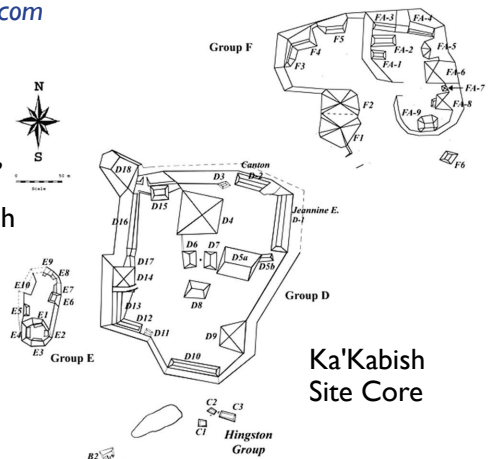 com
Group F
F3
F4
F5
FA-3
FA-4
FA-2
FA-1
FA-5
FA-6
FA-7
FA-8
FA-9
F2
F1
F6
N
S
0 50 m
Scale
Canton
D-2
D3
D18
D15
D4
Jeannine E.
D-1
D16
D6
D7
D5a
D5b
D17
D14
D8
Group D
D13
D12
D11
D9
D10
E9
E8
E10
E7
E6
E5
E1
E4
E2
E3
Group E
Ka'Kabish
Site Core
C2
C3
C1
Hingston
Group
B2